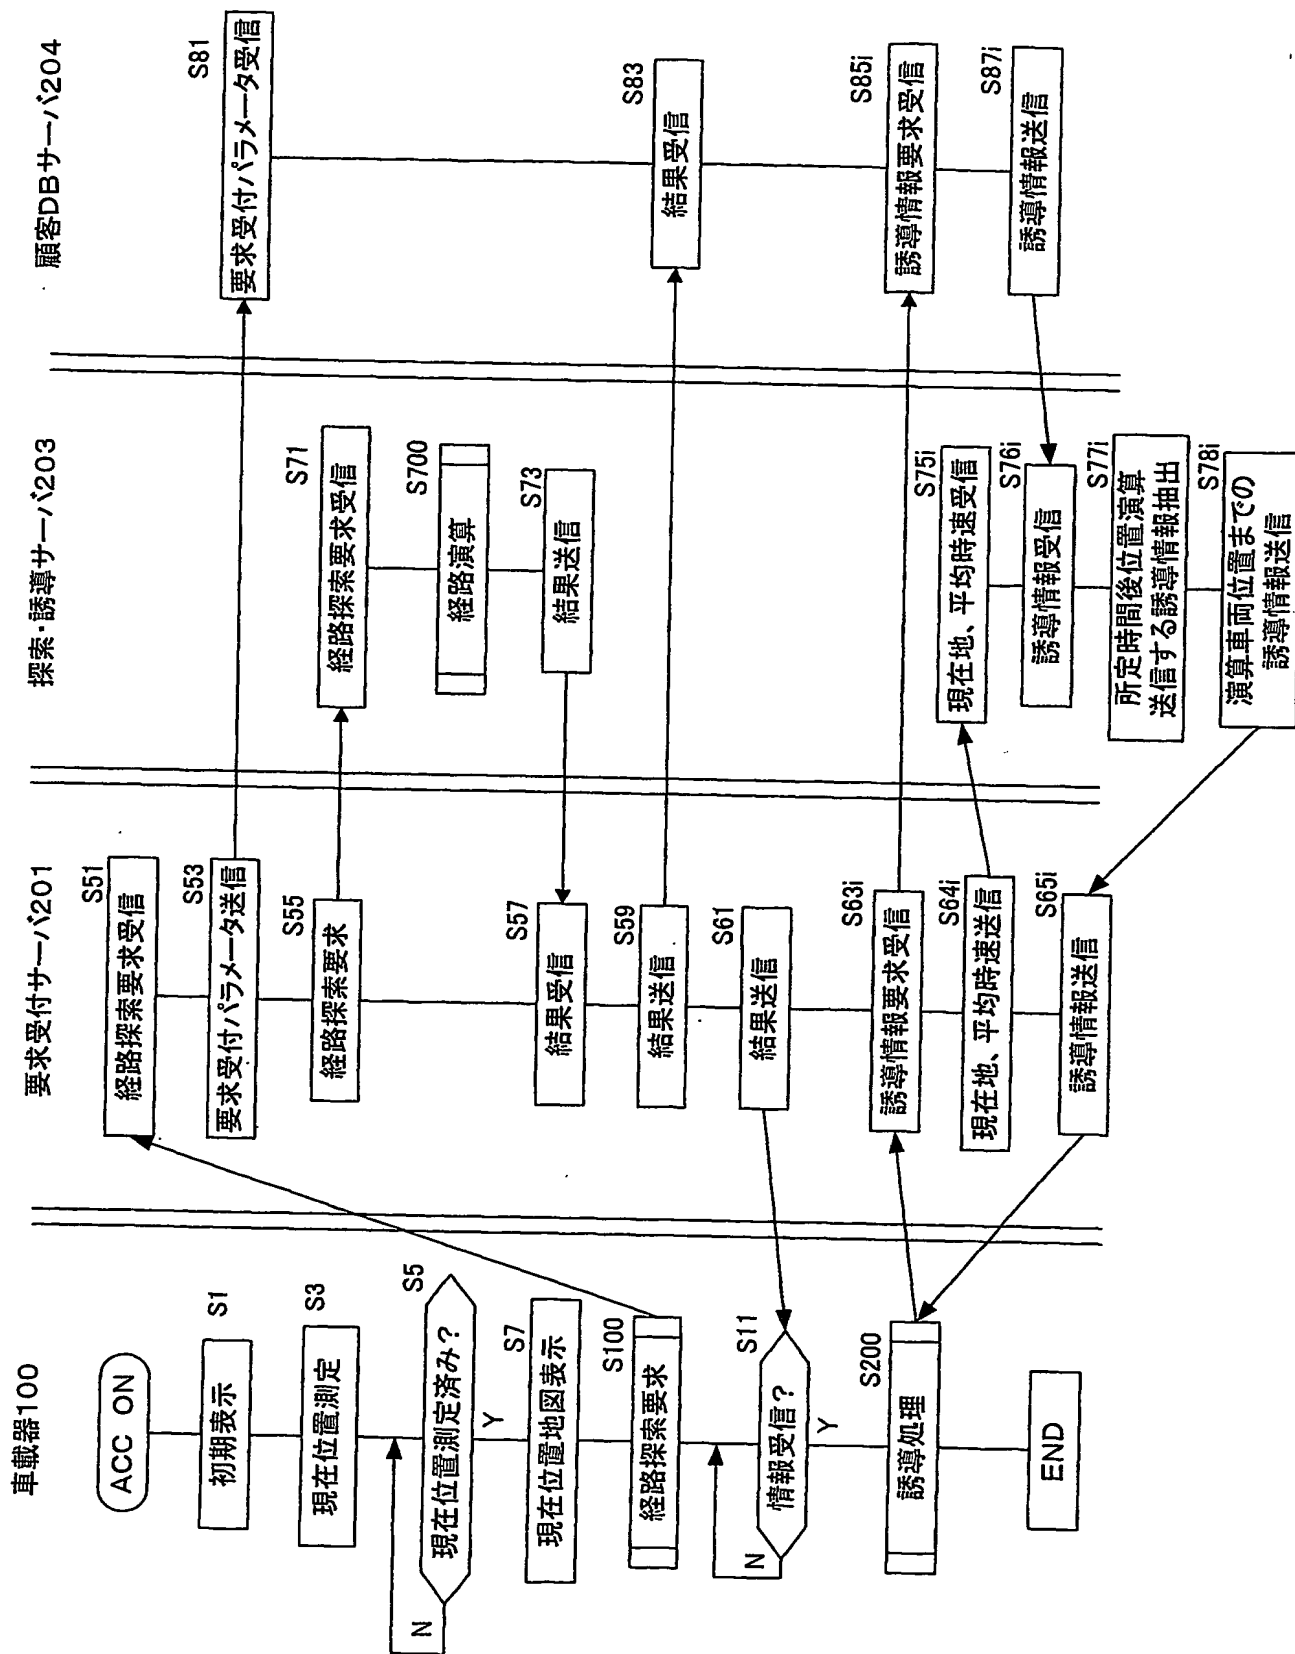 車載器100
ACC ON
S1
初期表示
S3
現在位置測定
S5
現在位置測定済み?
N
Y
S7
現在位置地図表示
S100
経路探索要求
S11
情報受信?
N
Y
S200
誘導処理
END
要求受付サーバ201
S51
経路探索要求受信
S53
要求受付パラメータ送信
S55
経路探索要求
S57
結果受信
S59
結果送信
S61
結果送信
S63i
誘導情報要求受信
S64i
現在地、平均時速送信
S65i
誘導情報送信
探索・誘導サーバ203
S71
経路探索要求受信
S700
経路演算
S73
結果送信
S75i
現在地、平均時速受信
S76i
誘導情報受信
S77i
所定時間後位置演算
送信する誘導情報抽出
S78i
演算車両位置までの
誘導情報送信
顧客DBサーバ204
S81
要求受付パラメータ受信
S83
結果受信
S85i
誘導情報要求受信
S87i
誘導情報送信